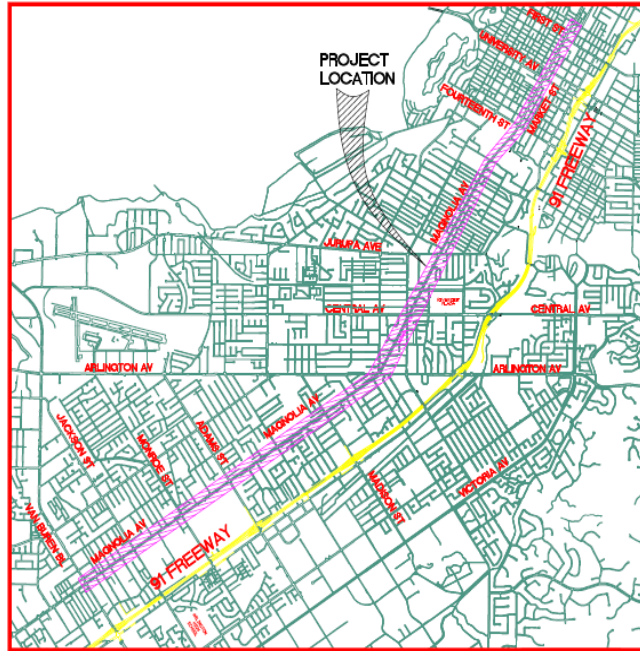 FIRST ST
UNIVERSITY AV
PROJECT
LOCATION
FOURTEENTH ST
MARKET ST
91 FREEWAY
MAGNOLIA AV
JURUPA AVE
CENTRAL AV
CENTRAL AV
ARLINGTON AV
ARLINGTON AV
MAGNOLIA AV
JACKSON ST
ADAMS ST
MONROE ST
MADISON ST
VICTORIA AV
VAN BUREN BL
MAGNOLIA AV
91 FREEWAY